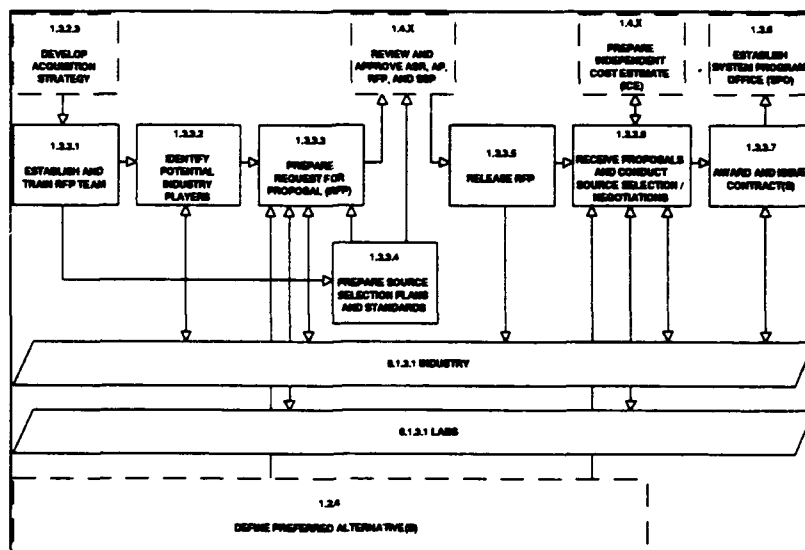 1.3.2.3
DEVELOP
ACQUISITION
STRATEGY
1.4.X
REVIEW AND
APPROVE ASR, AP,
RFP, AND SSP
1.4.X
PREPARE
INDEPENDENT
COST ESTIMATE
(ICE)
1.3.6
ESTABLISH
SYSTEM PROGRAM
OFFICE (SPO)
1.3.3.1
ESTABLISH AND
TRAIN RFP TEAM
1.3.3.2
IDENTIFY
POTENTIAL
INDUSTRY
PLAYERS
1.3.3.3
PREPARE
REQUEST FOR
PROPOSAL (RFP)
1.3.3.5
RELEASE RFP
1.3.3.6
RECEIVE PROPOSALS
AND CONDUCT
SOURCE SELECTION /
NEGOTIATIONS
1.3.3.7
AWARD AND ISSUE
CONTRACT(S)
1.3.3.4
PREPARE SOURCE
SELECTION PLANS
AND STANDARDS
6.1.3.1 INDUSTRY
6.1.3.1 LABS
1.2.4
DEFINE PREFERRED ALTERNATIVE(S)